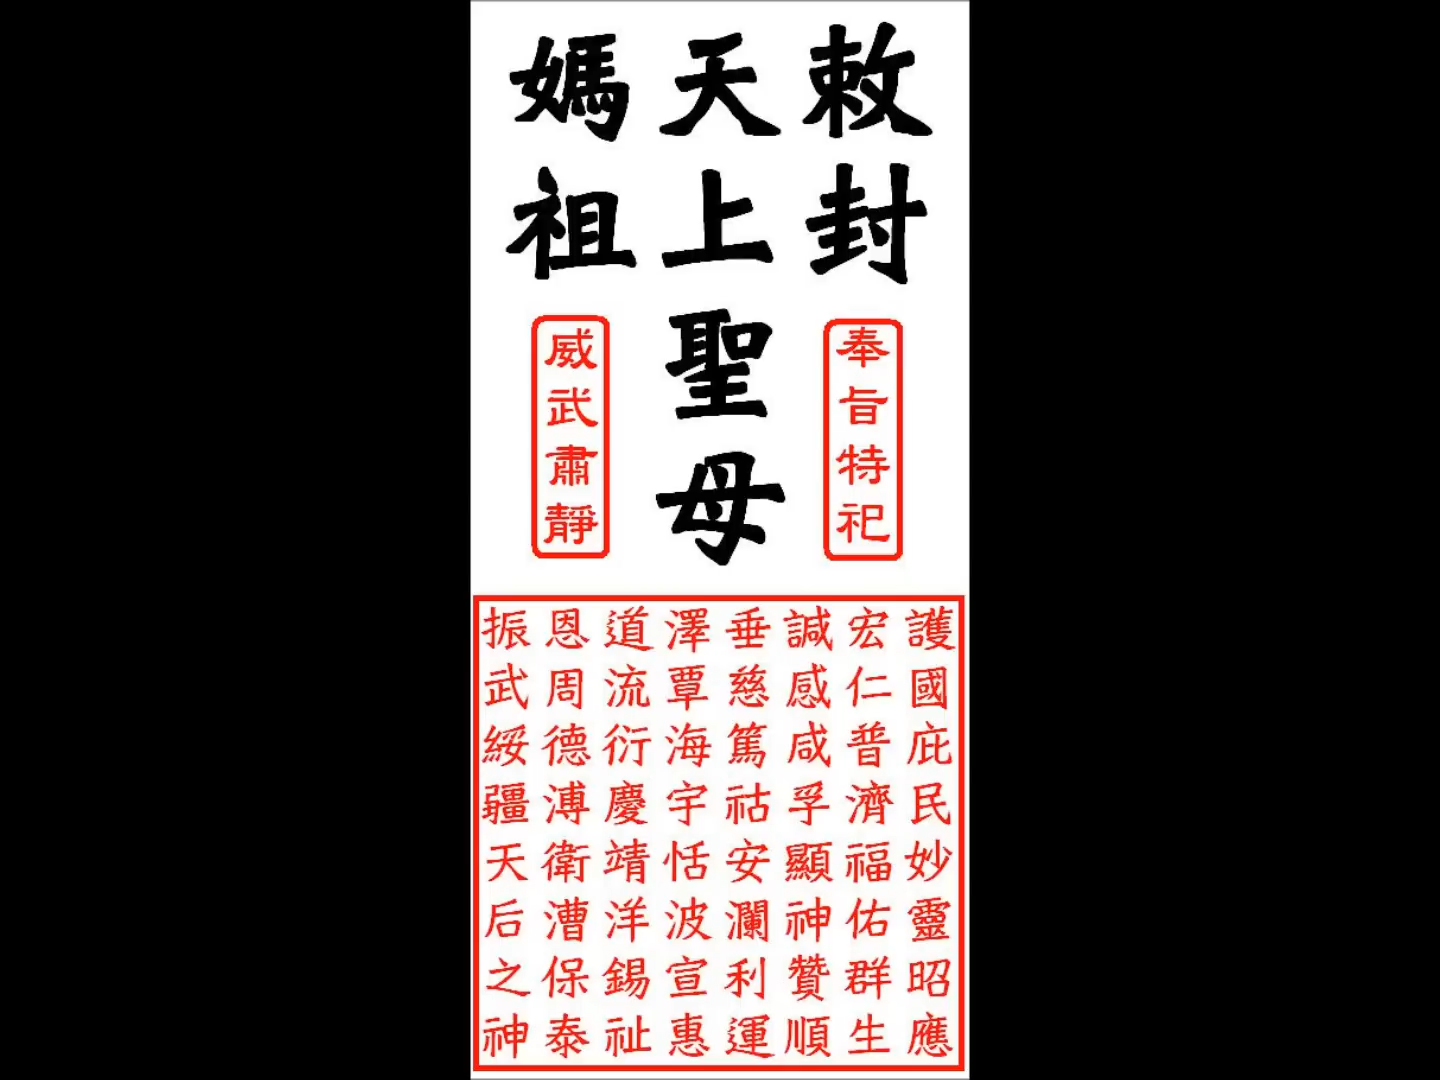 敕封
天上聖母
媽祖
奉旨特祀
威武肅靜
護國庇民妙靈昭應
宏仁普濟福佑群生
諴感咸孚顯神贊順
垂慈篤祜安瀾利運
澤覃海宇恬波宣惠
道流衍慶靖洋錫祉
恩周德溥衛漕保泰
振武綏疆天后之神